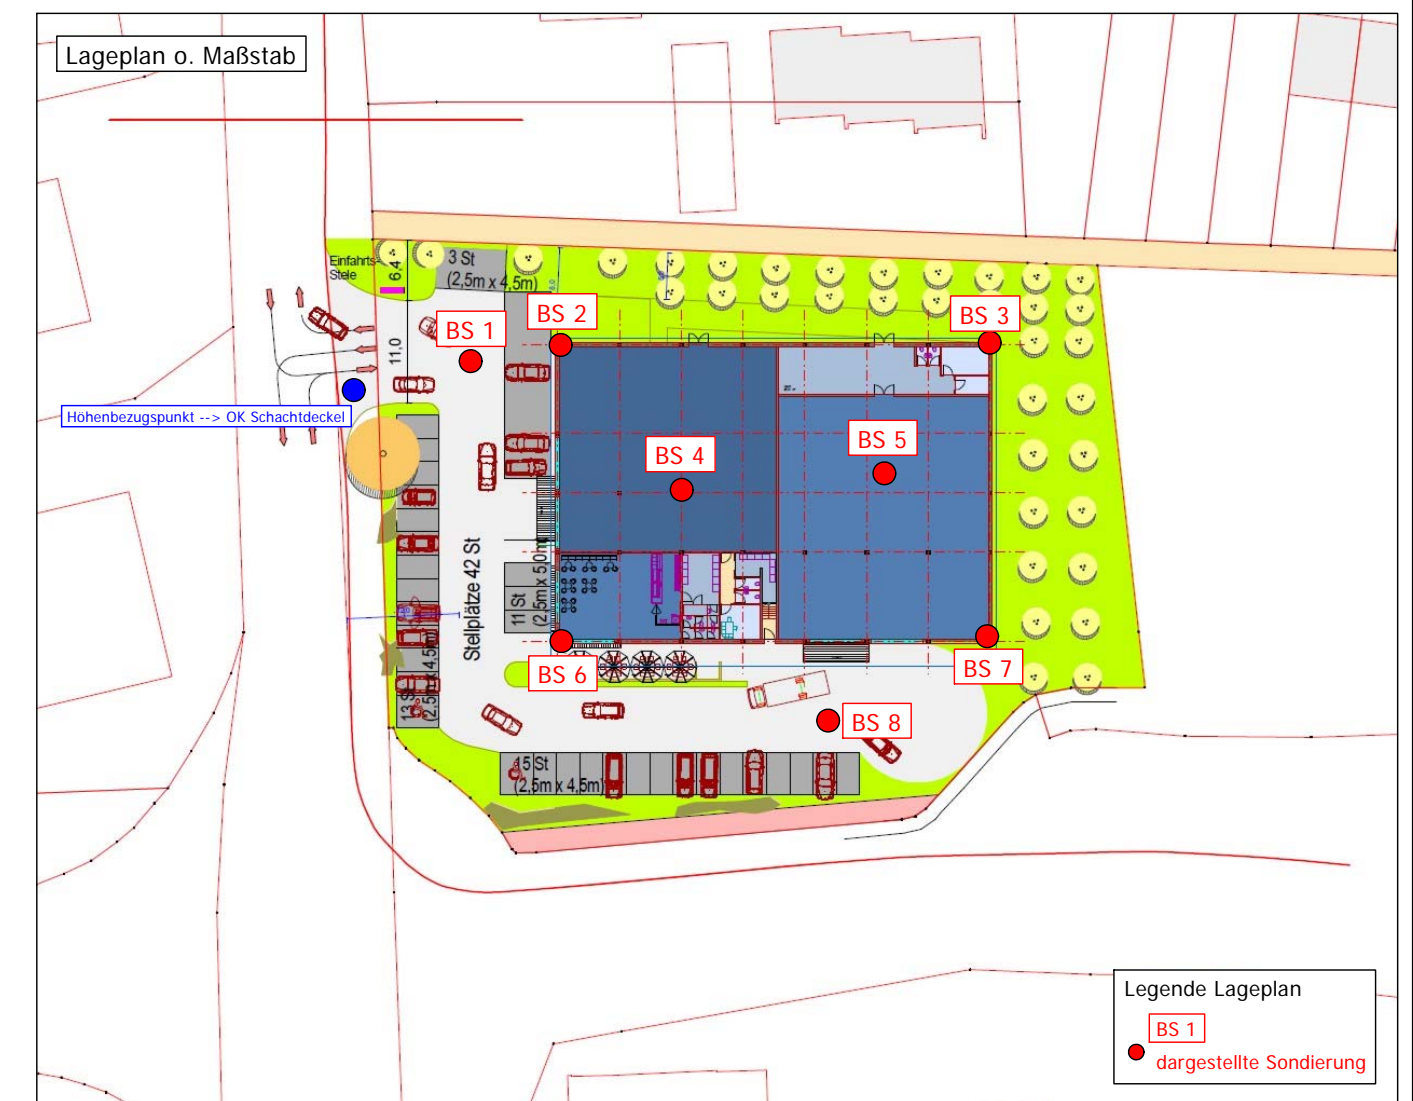 Lageplan o. Maßstab
Einfahrts-
Stele
6,4
3 St
(2,5m x 4,5m)
BS 1
BS 2
BS 3
11,0
Höhenbezugspunkt --> OK Schachtdeckel
BS 4
BS 5
Stellplätze 42 St
11 St
(2,5m x 5,0m)
13 St
(2,5m x 4,5m)
BS 6
BS 7
BS 8
15 St
(2,5m x 4,5m)
Legende Lageplan
BS 1
dargestellte Sondierung